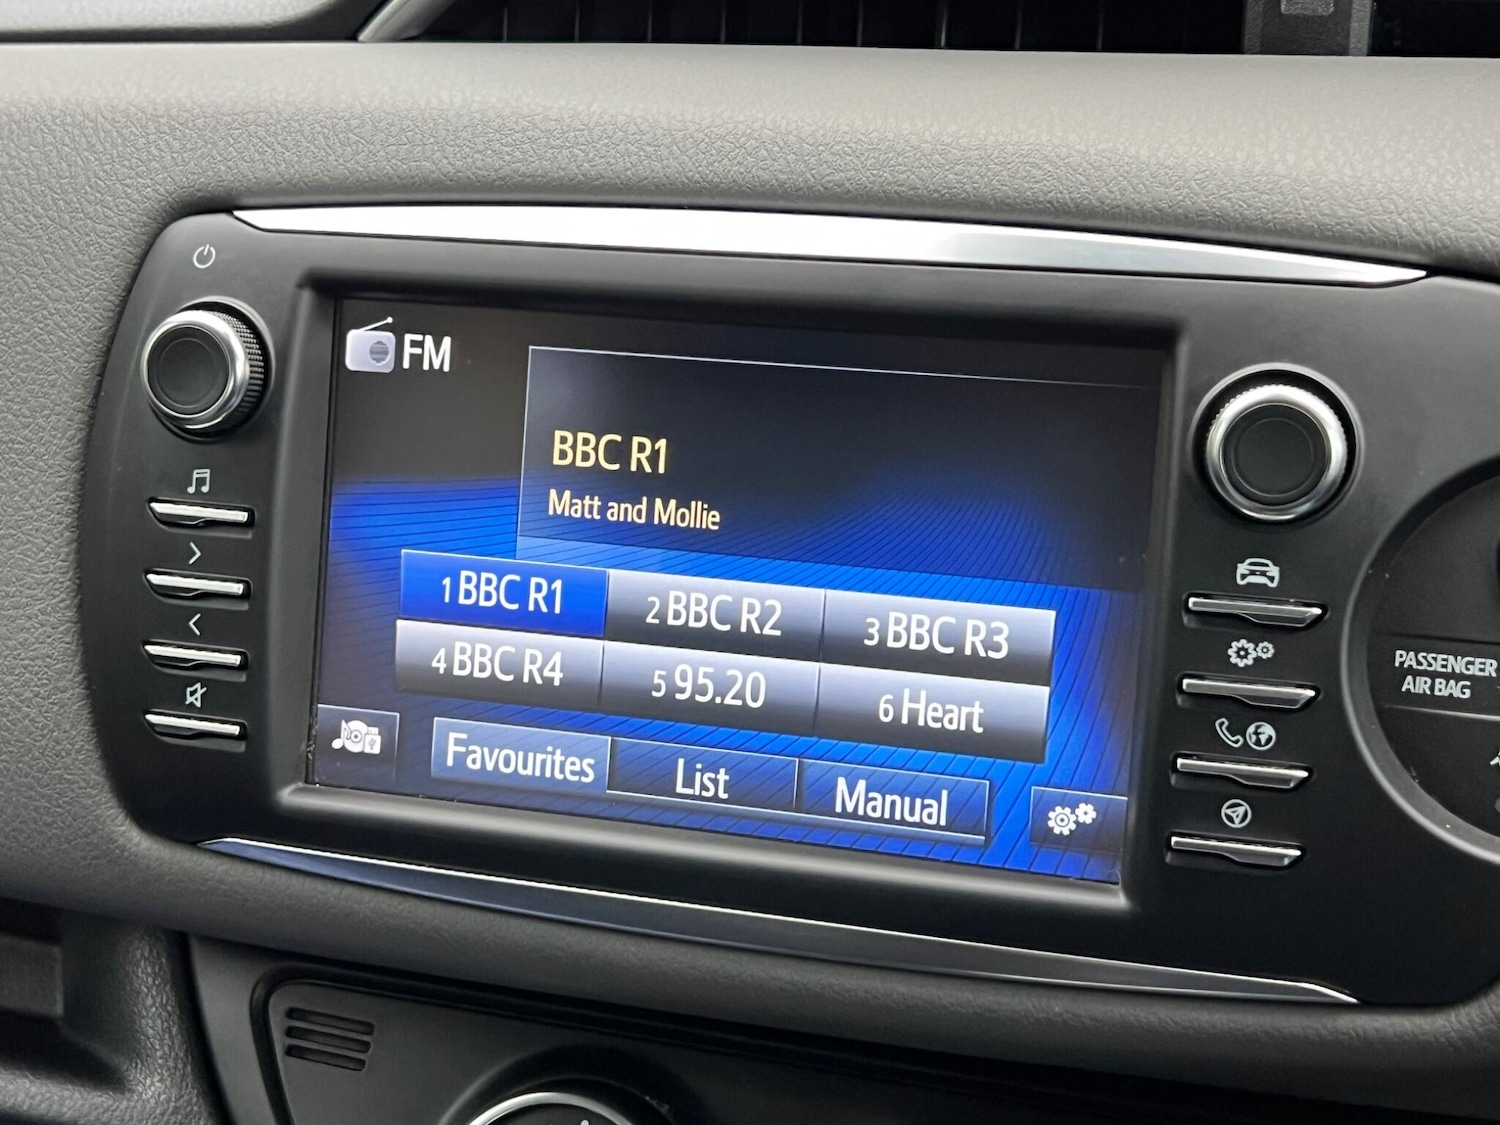 FM
BBC R1
Matt and Mollie
1 BBC R1
2 BBC R2
3 BBC R3
4 BBC R4
5 95.20
6 Heart
Favourites
List
Manual
PASSENGER
AIR BAG